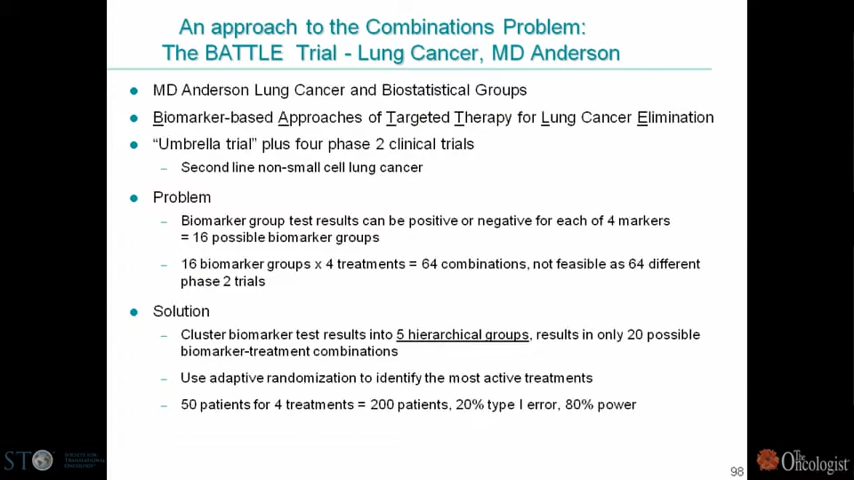 An approach to the Combinations Problem:
The BATTLE Trial - Lung Cancer, MD Anderson
MD Anderson Lung Cancer and Biostatistical Groups
Biomarker-based Approaches of Targeted Therapy for Lung Cancer Elimination
"Umbrella trial" plus four phase 2 clinical trials
– Second line non-small cell lung cancer
Problem
– Biomarker group test results can be positive or negative for each of 4 markers
= 16 possible biomarker groups
– 16 biomarker groups x 4 treatments = 64 combinations, not feasible as 64 different
phase 2 trials
Solution
– Cluster biomarker test results into 5 hierarchical groups, results in only 20 possible
biomarker-treatment combinations
– Use adaptive randomization to identify the most active treatments
– 50 patients for 4 treatments = 200 patients, 20% type I error, 80% power
98
STO
SOCIETY FOR
TRANSLATIONAL
ONCOLOGY
The
Oncologist